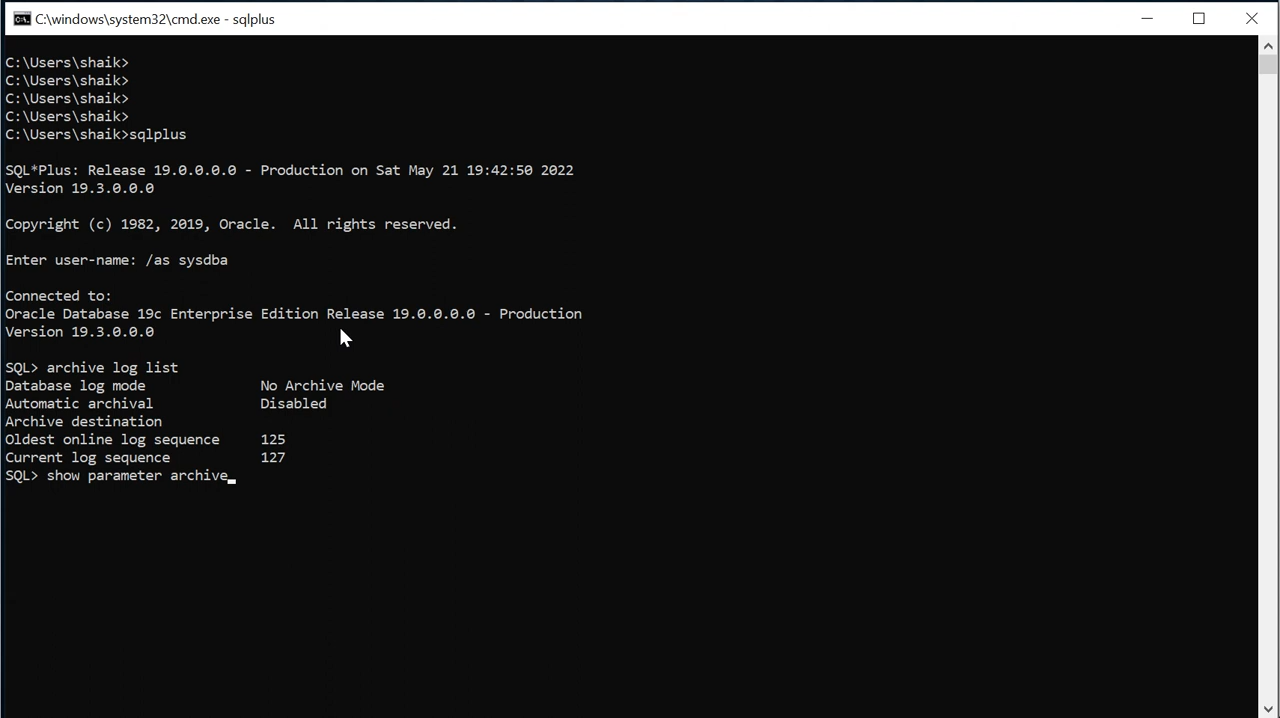 C:\windows\system32\cmd.exe - sqlplus
C:\Users\shaik>
C:\Users\shaik>
C:\Users\shaik>
C:\Users\shaik>
C:\Users\shaik>sqlplus
SQL*Plus: Release 19.0.0.0.0 - Production on Sat May 21 19:42:50 2022
Version 19.3.0.0.0
Copyright (c) 1982, 2019, Oracle.  All rights reserved.
Enter user-name: /as sysdba
Connected to:
Oracle Database 19c Enterprise Edition Release 19.0.0.0.0 - Production
Version 19.3.0.0.0
SQL> archive log list
Database log mode              No Archive Mode
Automatic archival             Disabled
Archive destination
Oldest online log sequence     125
Current log sequence           127
SQL> show parameter archive